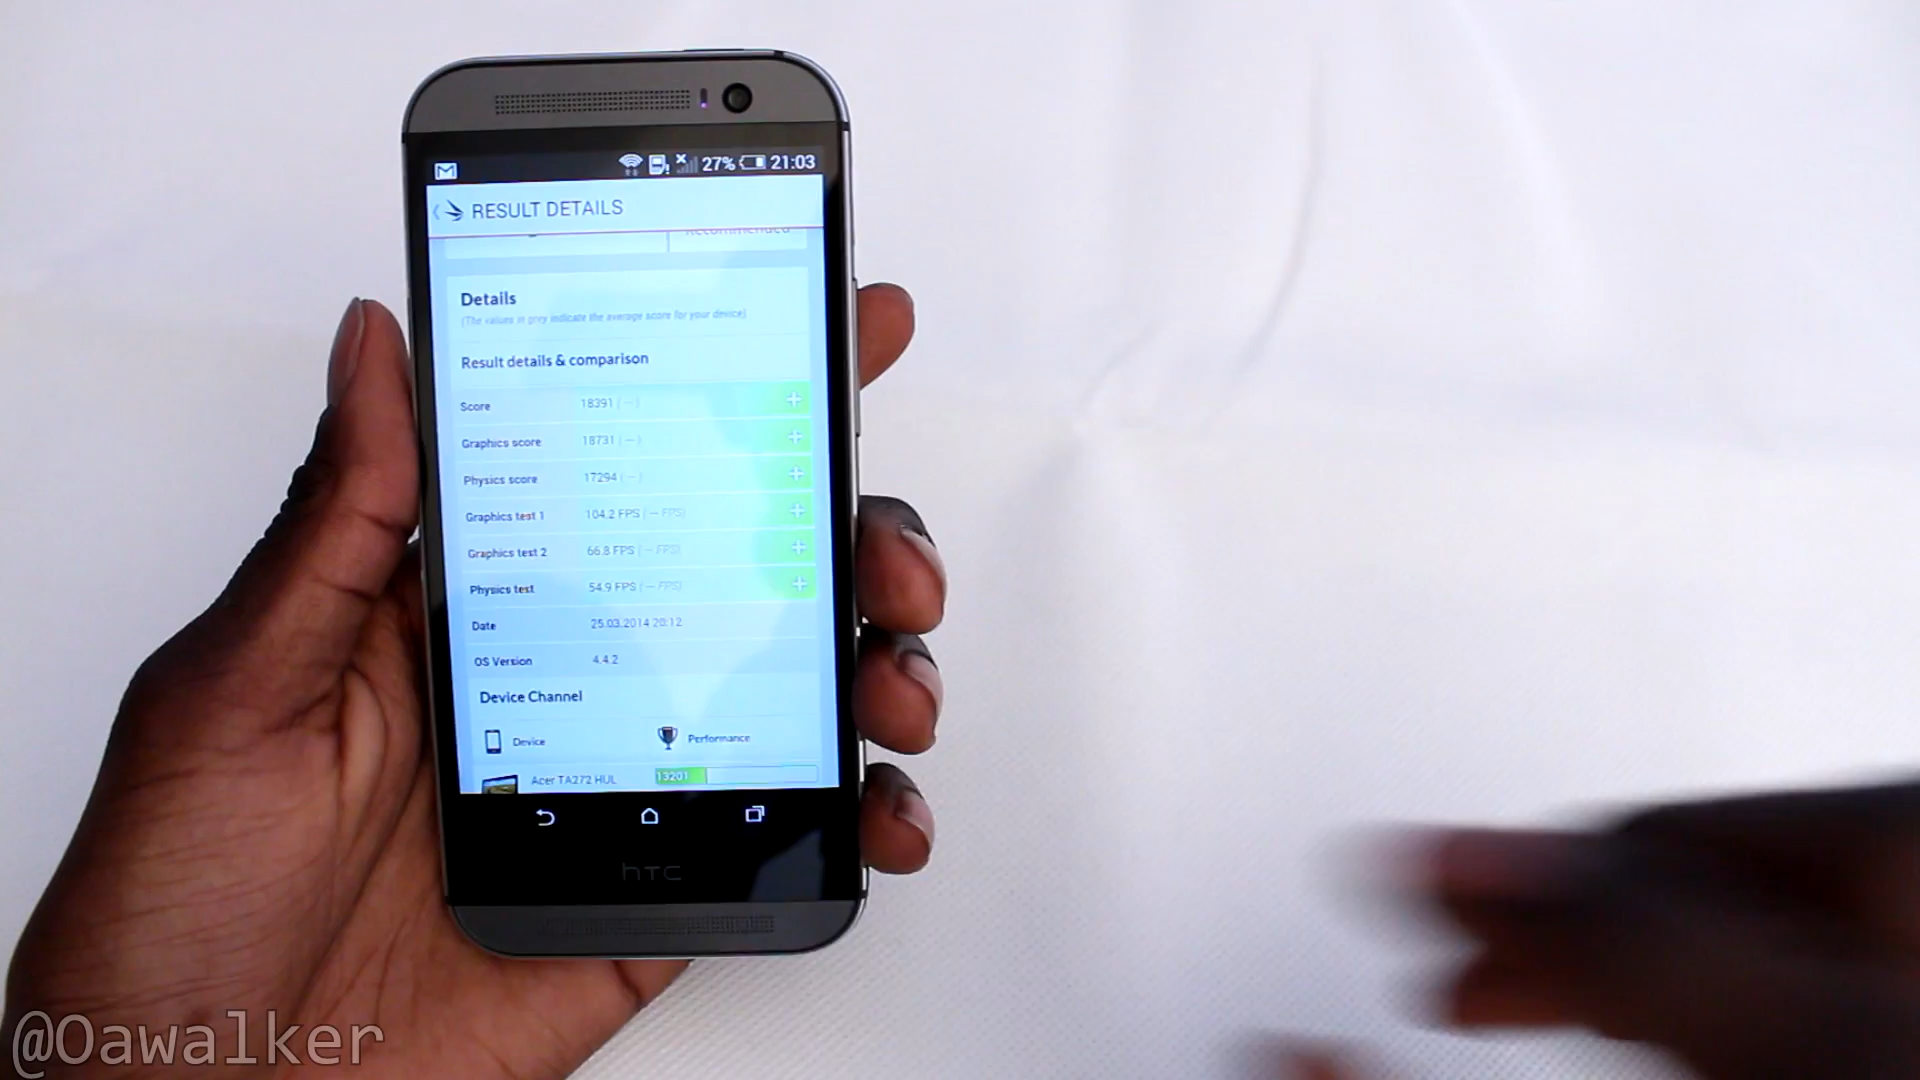 27% 21:03
RESULT DETAILS
Recommended
Details
(The values in grey indicate the average score for your device)
Result details & comparison
Score 18391 (--)
Graphics score 18731 (--)
Physics score 17294 (--)
Graphics test 1 104.2 FPS (-- FPS)
Graphics test 2 66.8 FPS (-- FPS)
Physics test 54.9 FPS (-- FPS)
Date 25.03.2014 20:12
OS Version 4.4.2
Device Channel
Device Performance
Acer TA272 HUL 13201
hTC
@Oawalker